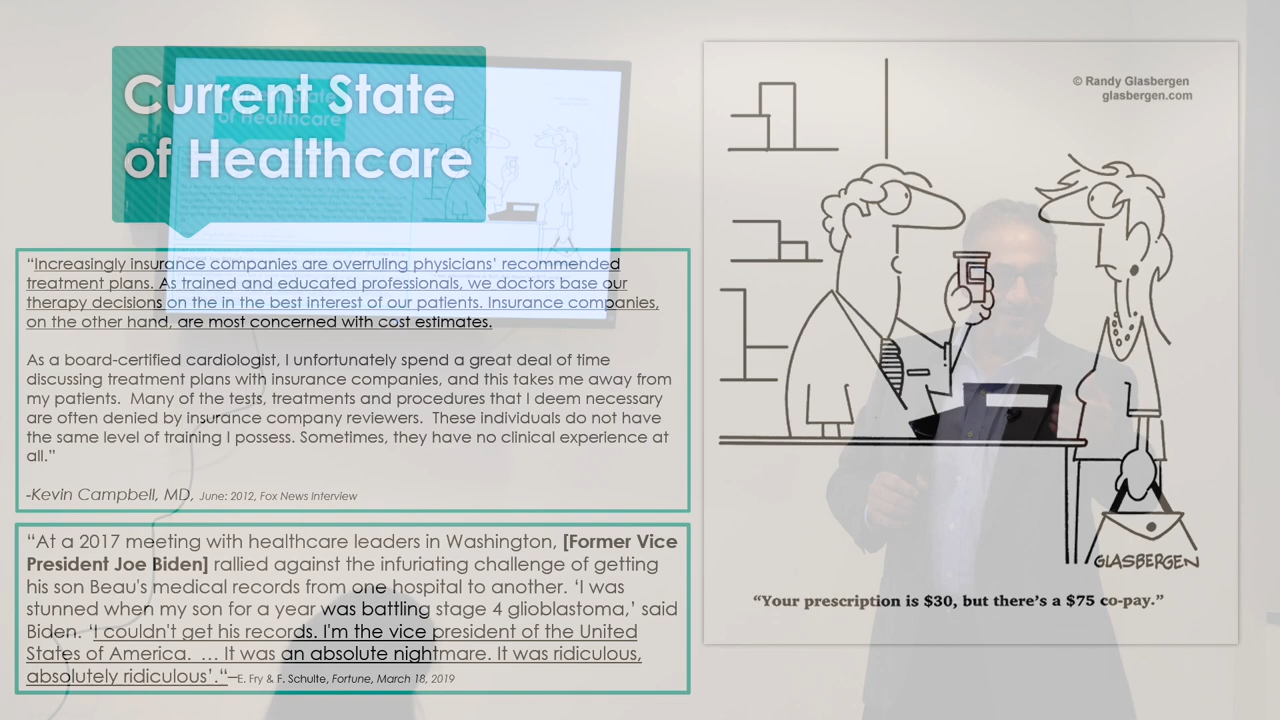 Current State
of Healthcare
“Increasingly insurance companies are overruling physicians’ recommended
treatment plans. As trained and educated professionals, we doctors base our
therapy decisions on the in the best interest of our patients. Insurance companies,
on the other hand, are most concerned with cost estimates.
As a board-certified cardiologist, I unfortunately spend a great deal of time
discussing treatment plans with insurance companies, and this takes me away from
my patients.  Many of the tests, treatments and procedures that I deem necessary
are often denied by insurance company reviewers.  These individuals do not have
the same level of training I possess. Sometimes, they have no clinical experience at
all.”
-Kevin Campbell, MD, June: 2012, Fox News Interview
“At a 2017 meeting with healthcare leaders in Washington, [Former Vice
President Joe Biden] rallied against the infuriating challenge of getting
his son Beau's medical records from one hospital to another. ‘I was
stunned when my son for a year was battling stage 4 glioblastoma,’ said
Biden. ‘I couldn't get his records. I'm the vice president of the United
States of America.  … It was an absolute nightmare. It was ridiculous,
absolutely ridiculous’.“—E. Fry & F. Schulte, Fortune, March 18, 2019
© Randy Glasbergen
glasbergen.com
GLASBERGEN
“Your prescription is $30, but there’s a $75 co-pay.”
Current State
of Healthcare